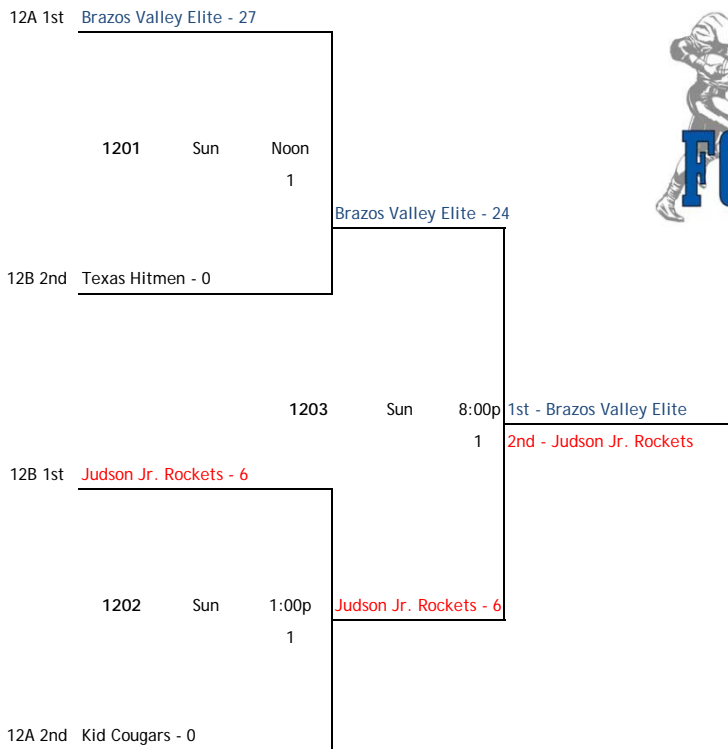 12A 1st Brazos Valley Elite - 27
1201 Sun Noon
1
Brazos Valley Elite - 24
12B 2nd Texas Hitmen - 0
1203 Sun 8:00p 1st - Brazos Valley Elite
1 2nd - Judson Jr. Rockets
12B 1st Judson Jr. Rockets - 6
1202 Sun 1:00p Judson Jr. Rockets - 6
1
12A 2nd Kid Cougars - 0